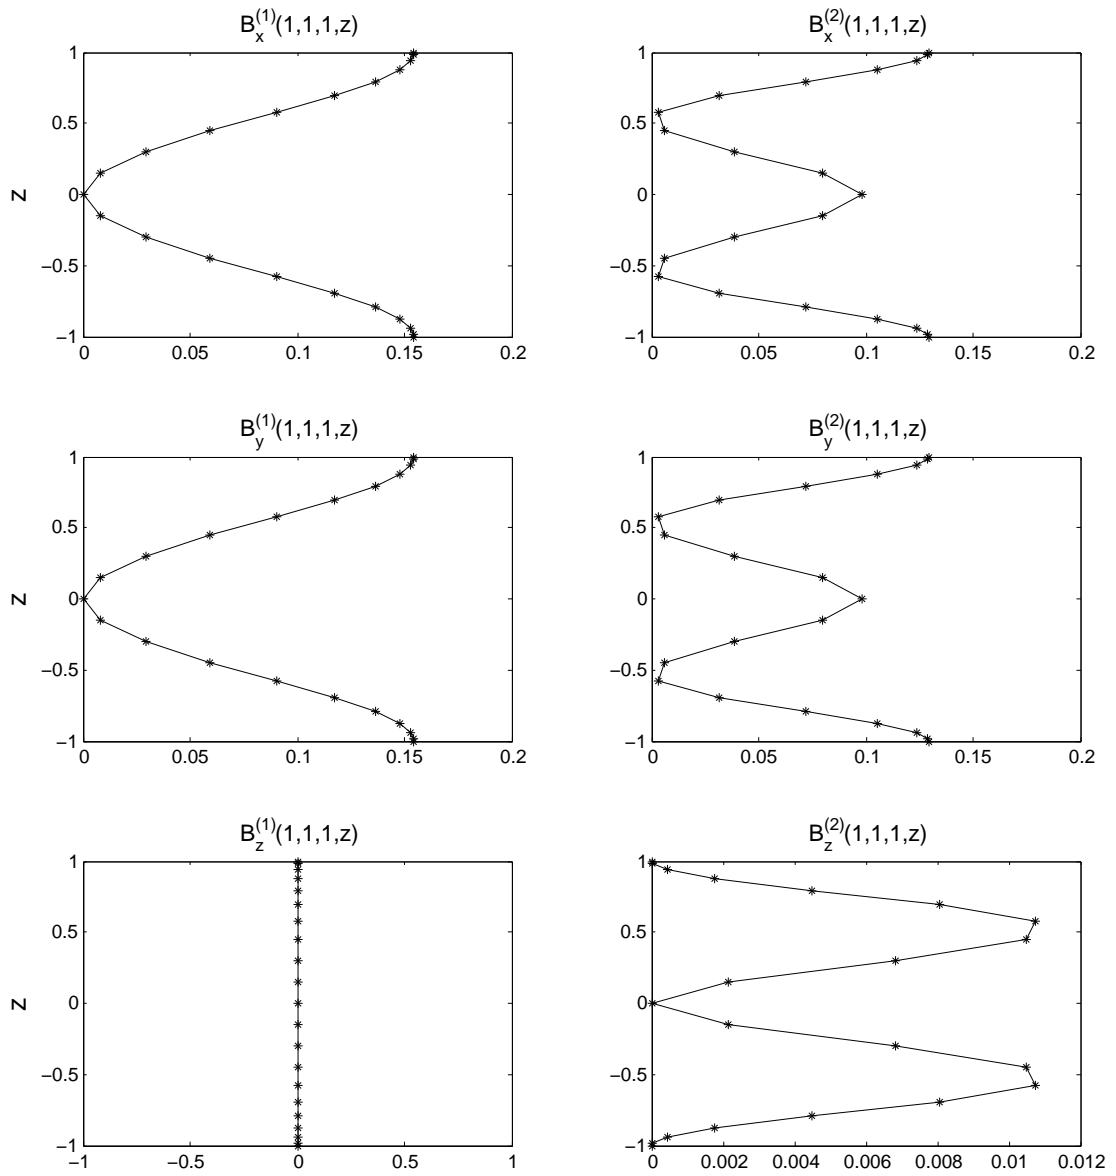 B_x^(1)(1,1,1,z)
1
0.5
0
−0.5
−1
z
0 0.05 0.1 0.15 0.2
B_x^(2)(1,1,1,z)
1
0.5
0
−0.5
−1
0 0.05 0.1 0.15 0.2
B_y^(1)(1,1,1,z)
1
0.5
0
−0.5
−1
z
0 0.05 0.1 0.15 0.2
B_y^(2)(1,1,1,z)
1
0.5
0
−0.5
−1
0 0.05 0.1 0.15 0.2
B_z^(1)(1,1,1,z)
1
0.5
0
−0.5
−1
z
−1 −0.5 0 0.5 1
B_z^(2)(1,1,1,z)
1
0.5
0
−0.5
−1
0 0.002 0.004 0.006 0.008 0.01 0.012